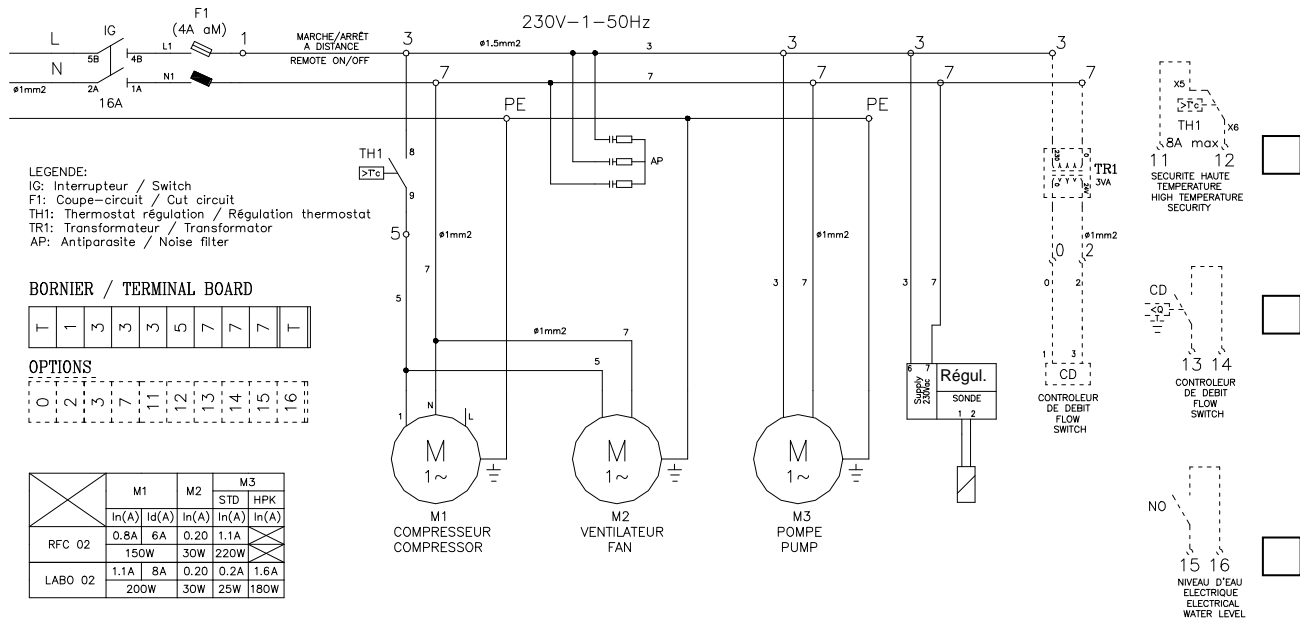 230V-1-50Hz
F1
(4A aM)
IG
L
5B
4B
L1
1
MARCHE/ARRÊT
A DISTANCE
REMOTE ON/OFF
3
ø1.5mm2
3
3
3
3
N
ø1mm2
2A
1A
N1
16A
7
7
7
7
7
PE
PE
TH1
>T°c
8
9
5
AP
LEGENDE:
IG: Interrupteur / Switch
F1: Coupe-circuit / Cut circuit
TH1: Thermostat régulation / Régulation thermostat
TR1: Transformateur / Transformator
AP: Antiparasite / Noise filter
BORNIER / TERMINAL BOARD
T 1 3 3 3 5 7 7 7 T
OPTIONS
0 2 3 7 11 12 13 14 15 16
ø1mm2
7
5
ø1mm2
7
5
ø1mm2
3
7
3
7
230
0
0
24V
TR1
3VA
ø1mm2
0
2
0
2
1
3
CD
CONTROLEUR
DE DEBIT
FLOW
SWITCH
6
7
Supply
230Vac
Régul.
SONDE
1 2
1
N
L
M
1~
M1
COMPRESSEUR
COMPRESSOR
M
1~
M2
VENTILATEUR
FAN
M
1~
M3
POMPE
PUMP
X5
>T°c
TH1
X6
8A max
11
12
SECURITE HAUTE
TEMPERATURE
HIGH TEMPERATURE
SECURITY
CD
<Q
13 14
CONTROLEUR
DE DEBIT
FLOW
SWITCH
NO
15 16
NIVEAU D'EAU
ELECTRIQUE
ELECTRICAL
WATER LEVEL
M1 M2 M3
STD HPK
In(A) Id(A) In(A) In(A) In(A)
RFC 02
0.8A 6A 0.20 1.1A
150W 30W 220W
LABO 02
1.1A 8A 0.20 0.2A 1.6A
200W 30W 25W 180W